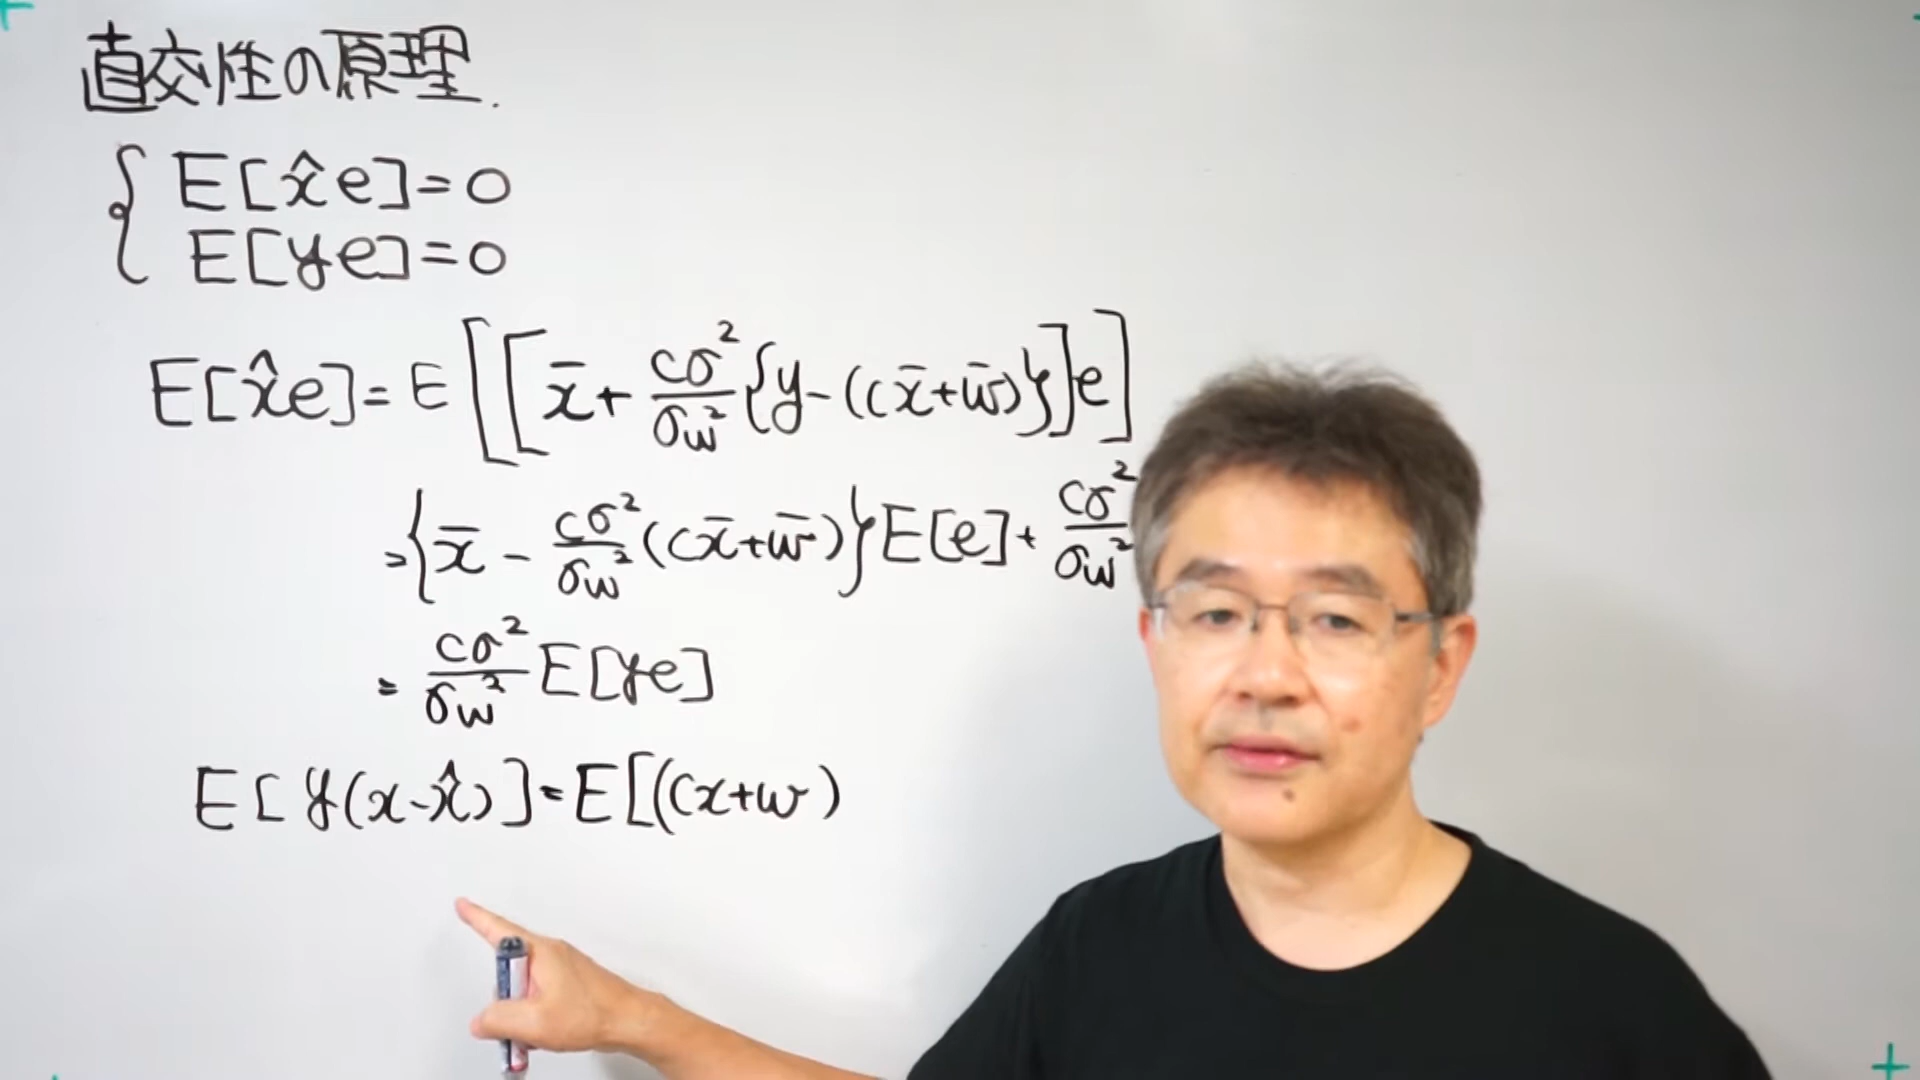 直交性の原理.
{ E[x̂e]=0
E[ye]=0
E[x̂e]=E[[x̄+cσ²/σw²{y-(cx̄+w̄)}]e]
={x̄-cσ²/σw²(cx̄+w̄)}E[e]+cσ²/σw²
=cσ²/σw² E[ye]
E[y(x-x̂)]=E[(cx+w)